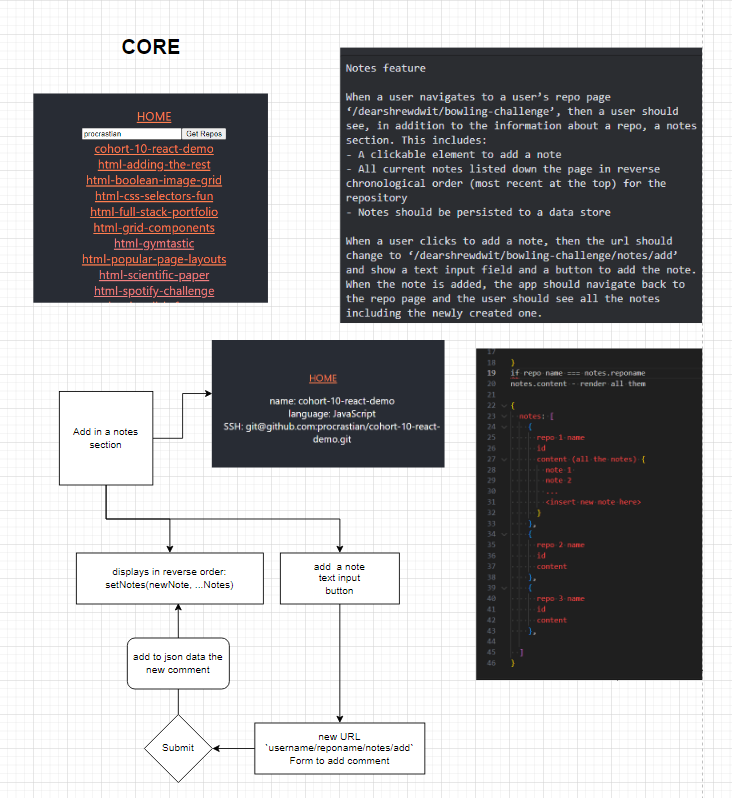 CORE
HOME
procrastian Get Repos
cohort-10-react-demo
html-adding-the-rest
html-boolean-image-grid
html-css-selectors-fun
html-full-stack-portfolio
html-grid-components
html-gymtastic
html-popular-page-layouts
html-scientific-paper
html-spotify-challenge
Notes feature
When a user navigates to a user's repo page
‘/dearshrewdwit/bowling-challenge’, then a user should
see, in addition to the information about a repo, a notes
section. This includes:
- A clickable element to add a note
- All current notes listed down the page in reverse
chronological order (most recent at the top) for the
repository
- Notes should be persisted to a data store
When a user clicks to add a note, then the url should
change to ‘/dearshrewdwit/bowling-challenge/notes/add’
and show a text input field and a button to add the note.
When the note is added, the app should navigate back to
the repo page and the user should see all the notes
including the newly created one.
Add in a notes
section
HOME
name: cohort-10-react-demo
language: JavaScript
SSH: git@github.com:procrastian/cohort-10-react-
demo.git
displays in reverse order:
setNotes(newNote, ...Notes)
add a note
text input
button
add to json data the
new comment
Submit
new URL
`username/reponame/notes/add`
Form to add comment
17
18 }
19 if repo name === notes.reponame
20 notes.content - render all them
21
22 {
23 notes: [
24 {
25 repo 1 name
26 id
27 content (all the notes) {
28 note 1
29 note 2
30 ...
31 <insert new note here>
32 }
33 },
34 {
35 repo 2 name
36 id
37 content
38 },
39 {
40 repo 3 name
41 id
42 content
43 },
44
45 ]
46 }